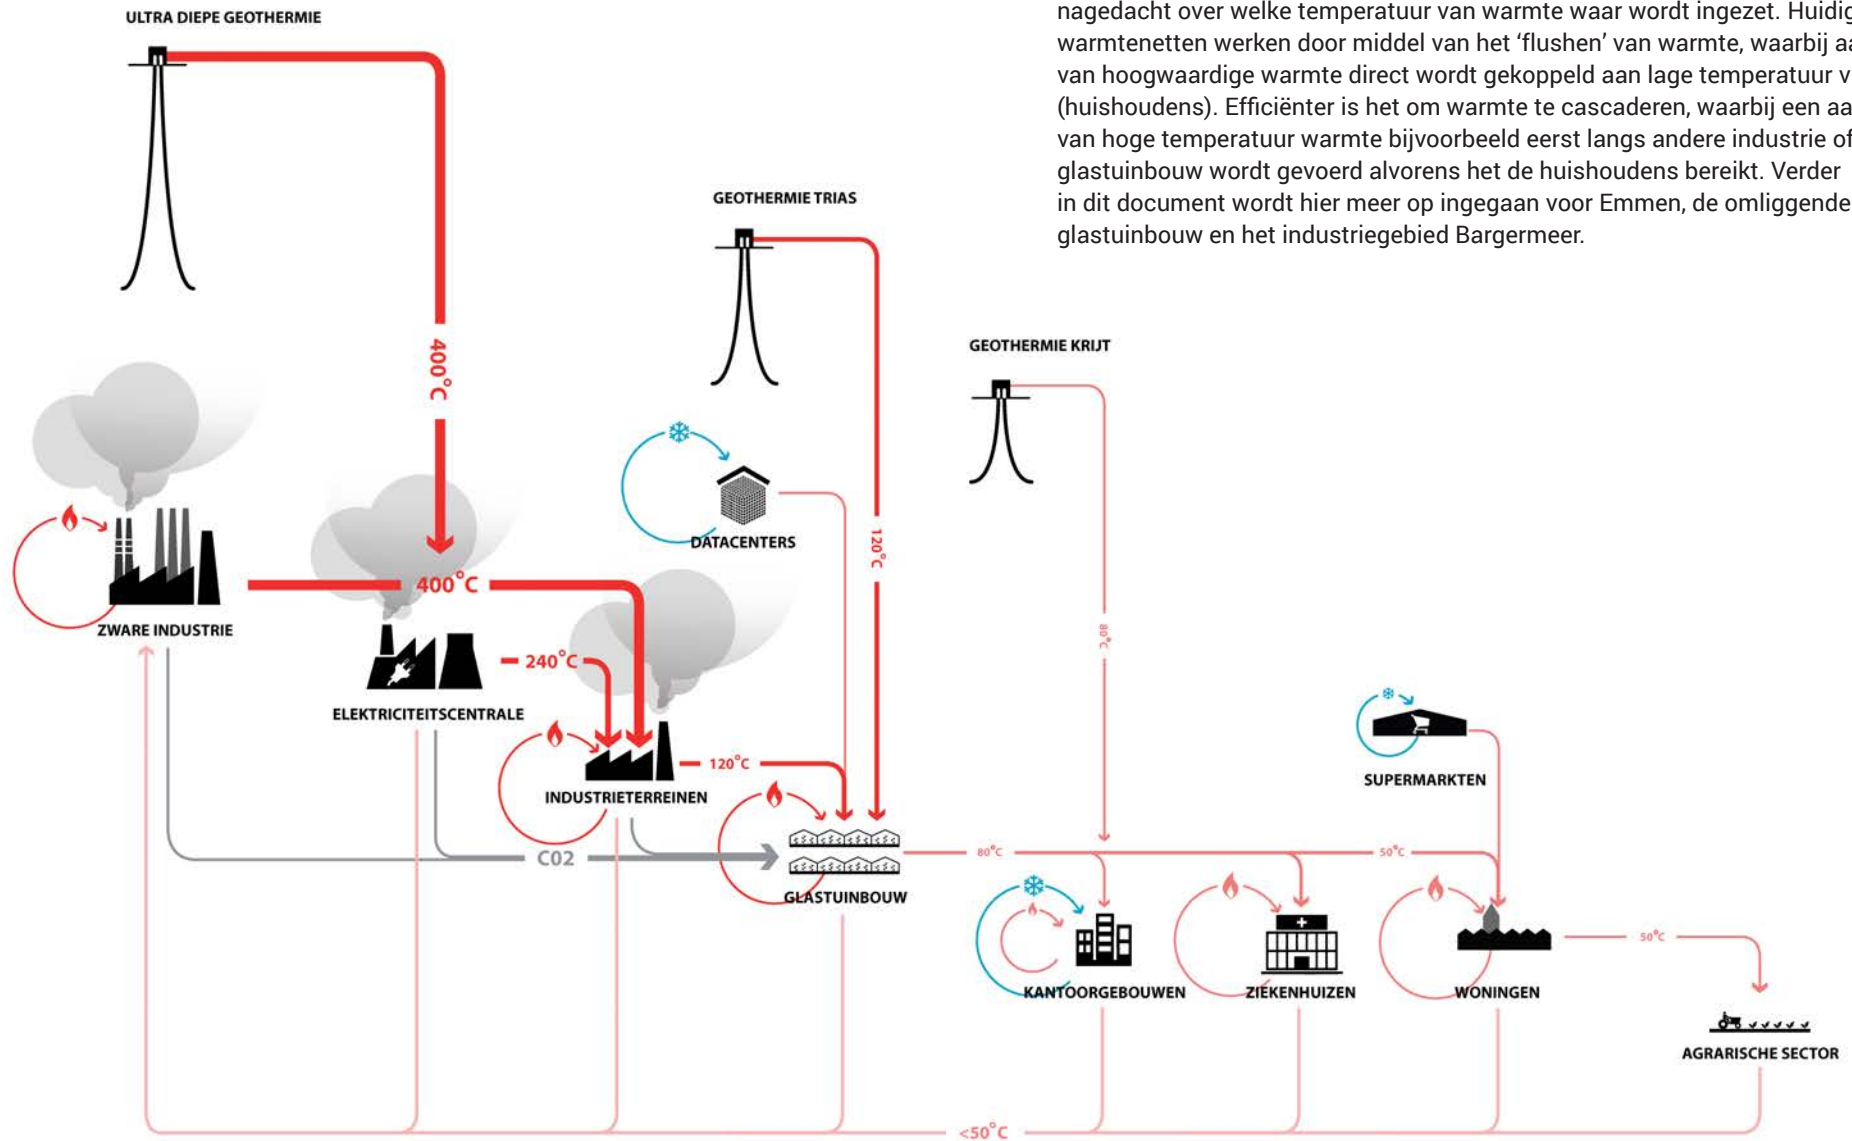 ULTRA DIEPE GEOTHERMIE
nagedacht over welke temperatuur van warmte waar wordt ingezet.
warmtenetten werken door middel van het ‘flushen’ van warmte, waarbij
van hoogwaardige warmte direct wordt gekoppeld aan lage temperatuur
(huishoudens). Efficiënter is het om warmte te cascaderen, waarbij een
van hoge temperatuur warmte bijvoorbeeld eerst langs andere industrie of
glastuinbouw wordt gevoerd alvorens het de huishoudens bereikt. Verder
in dit document wordt hier meer op ingegaan voor Emmen, de omliggende
glastuinbouw en het industriegebied Bargermeer.
GEOTHERMIE TRIAS
GEOTHERMIE KRIJT
400°C
DATACENTERS
120°C
400°C
ZWARE INDUSTRIE
80°C
240°C
ELEKTRICITEITSCENTRALE
120°C
SUPERMARKTEN
INDUSTRIETERREINEN
C02
80°C
50°C
GLASTUINBOUW
50°C
KANTOORGEBOUWEN
ZIEKENHUIZEN
WONINGEN
AGRARISCHE SECTOR
<50°C